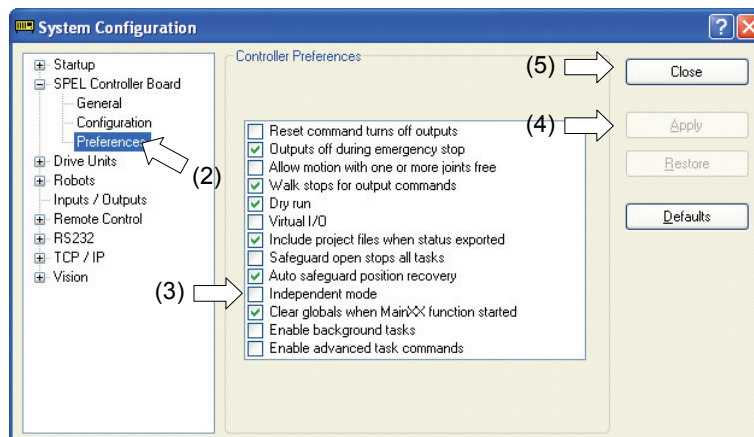 System Configuration
Startup
SPEL Controller Board
General
Configuration
Preferences
Drive Units
Robots
Inputs / Outputs
Remote Control
RS232
TCP / IP
Vision
(2)
Controller Preferences
Reset command turns off outputs
Outputs off during emergency stop
Allow motion with one or more joints free
Walk stops for output commands
Dry run
Virtual I/O
Include project files when status exported
Safeguard open stops all tasks
Auto safeguard position recovery
Independent mode
Clear globals when MainXX function started
Enable background tasks
Enable advanced task commands
(3)
(5)
Close
(4)
Apply
Restore
Defaults